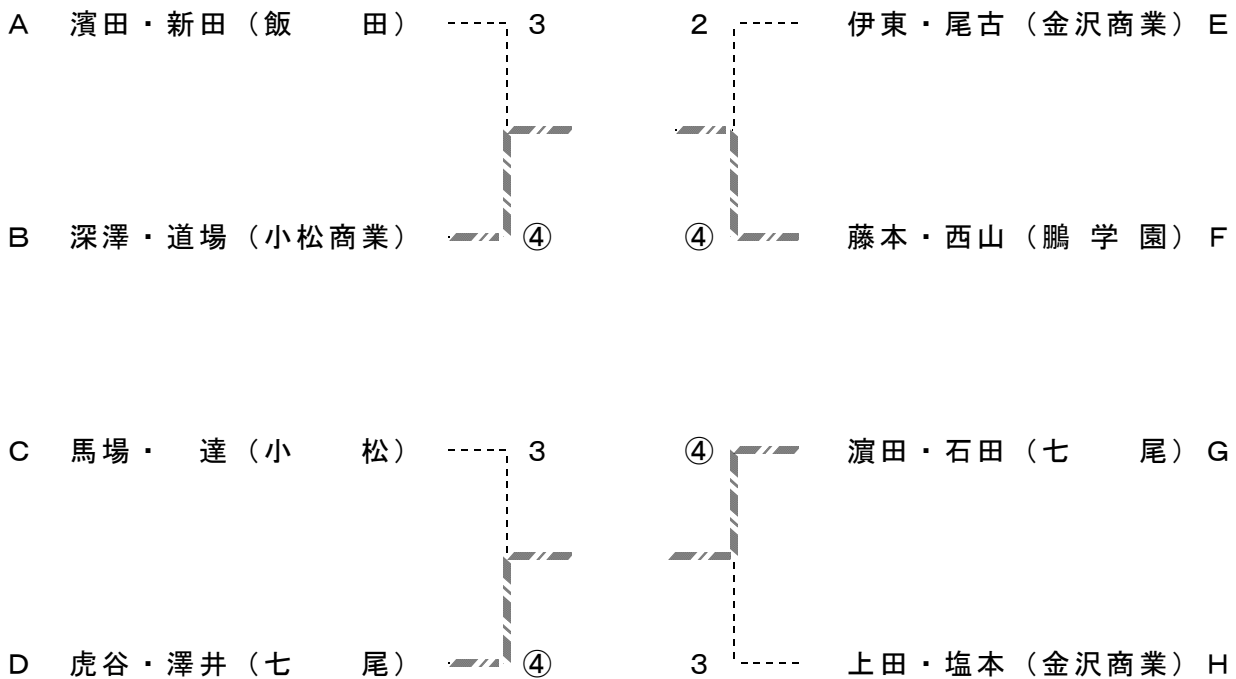 Ａ 濱田・新田（飯　　田） 3 2 伊東・尾古（金沢商業）Ｅ
Ｂ 深澤・道場（小松商業） ④ ④ 藤本・西山（鵬 学 園）Ｆ
Ｃ 馬場・　達（小　　松） 3 ④ 濵田・石田（七　　尾）Ｇ
Ｄ 虎谷・澤井（七　　尾） ④ 3 上田・塩本（金沢商業）Ｈ